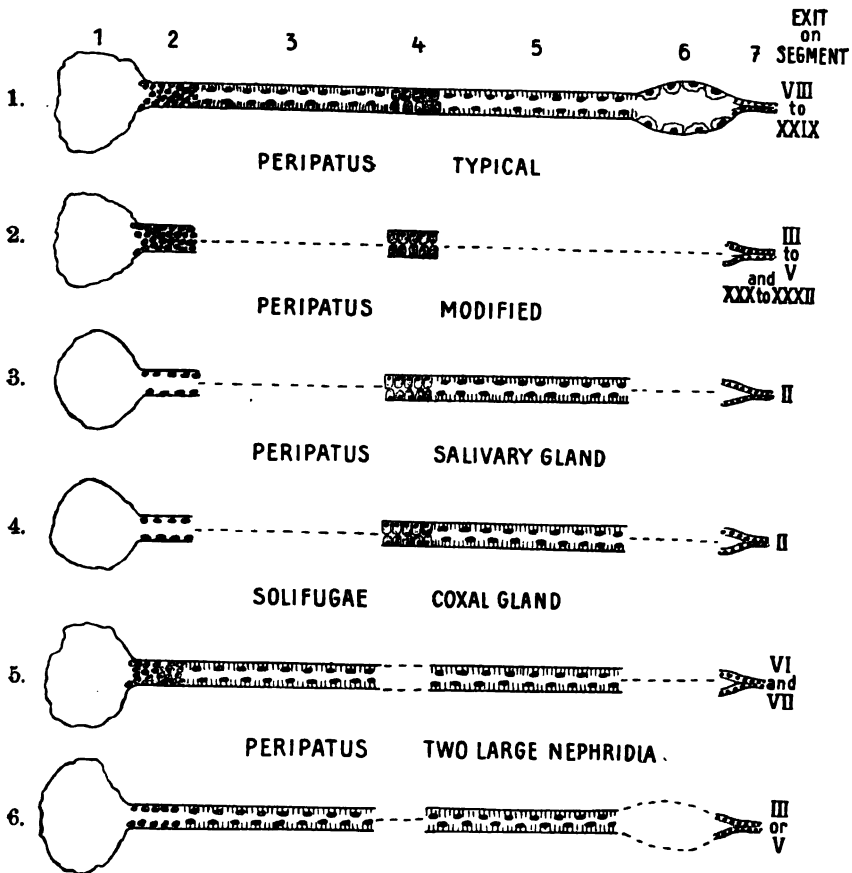 EXIT
on
SEGMENT
1 2 3 4 5 6 7
1.
VIII
to
XXIX
PERIPATUS TYPICAL
2.
III
to
V
and
XXX to XXXII
PERIPATUS MODIFIED
3.
II
PERIPATUS SALIVARY GLAND
4.
II
SOLIFUGAE COXAL GLAND
5.
VI
and
VII
PERIPATUS TWO LARGE NEPHRIDIA.
6.
III
or
V